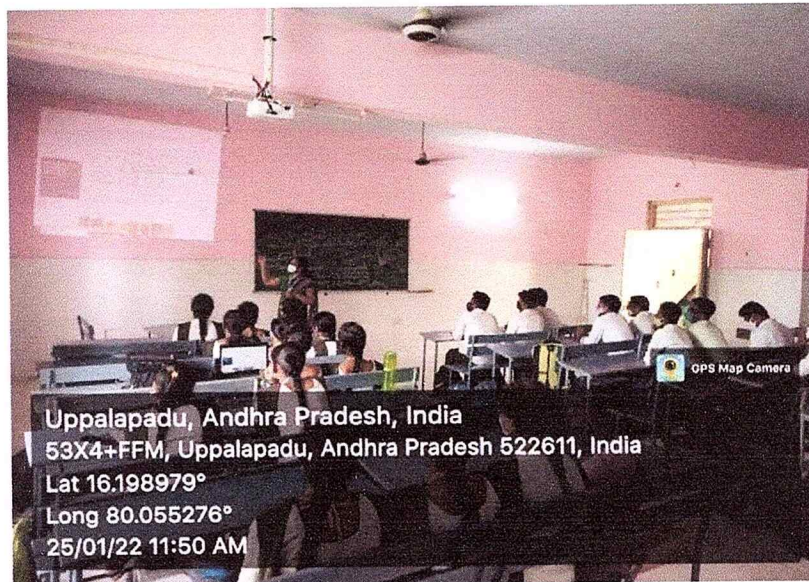 GPS Map Camera
Uppalapadu, Andhra Pradesh, India
53X4+FFM, Uppalapadu, Andhra Pradesh 522611, India
Lat 16.198979°
Long 80.055276°
25/01/22 11:50 AM